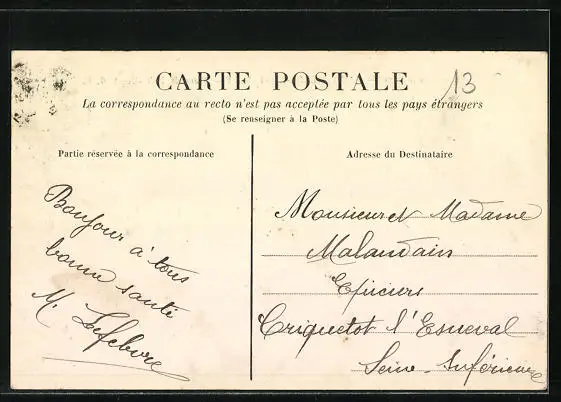 CARTE POSTALE
13
La correspondance au recto n'est pas acceptée par tous les pays étrangers
(Se renseigner à la Poste)
Partie réservée à la correspondance
Bonjour à tous
bonne santé
M. Lefebvre
Adresse du Destinataire
Monsieur et Madame
Malandain
Epiciers
Criquetot l'Esneval
Seine-Inférieure